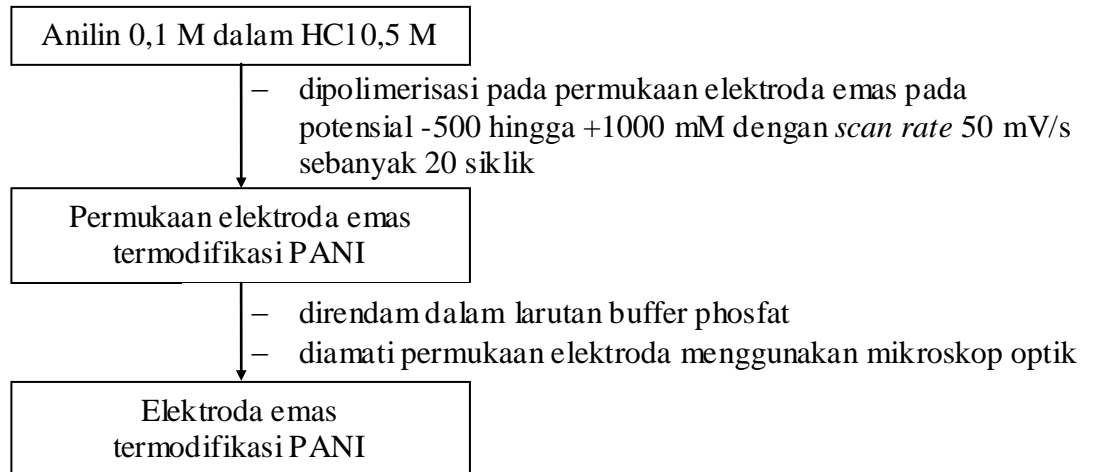 Anilin 0,1 M dalam HC10,5 M
– dipolimerisasi pada permukaan elektroda emas pada
potensial -500 hingga +1000 mM dengan scan rate 50 mV/s
sebanyak 20 siklik
Permukaan elektroda emas
termodifikasi PANI
– direndam dalam larutan buffer phosfat
– diamati permukaan elektroda menggunakan mikroskop optik
Elektroda emas
termodifikasi PANI